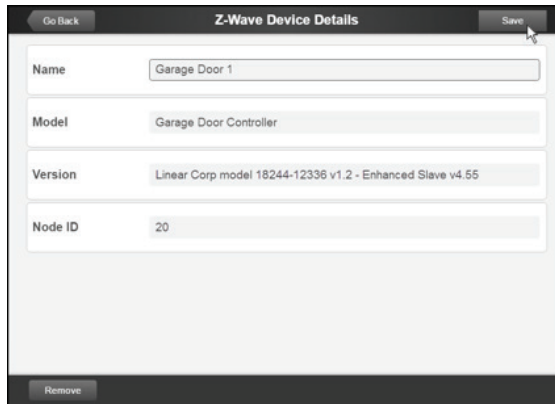 Go Back
Z-Wave Device Details
Save
Name
Garage Door 1
Model
Garage Door Controller
Version
Linear Corp model 18244-12336 v1.2 - Enhanced Slave v4.55
Node ID
20
Remove